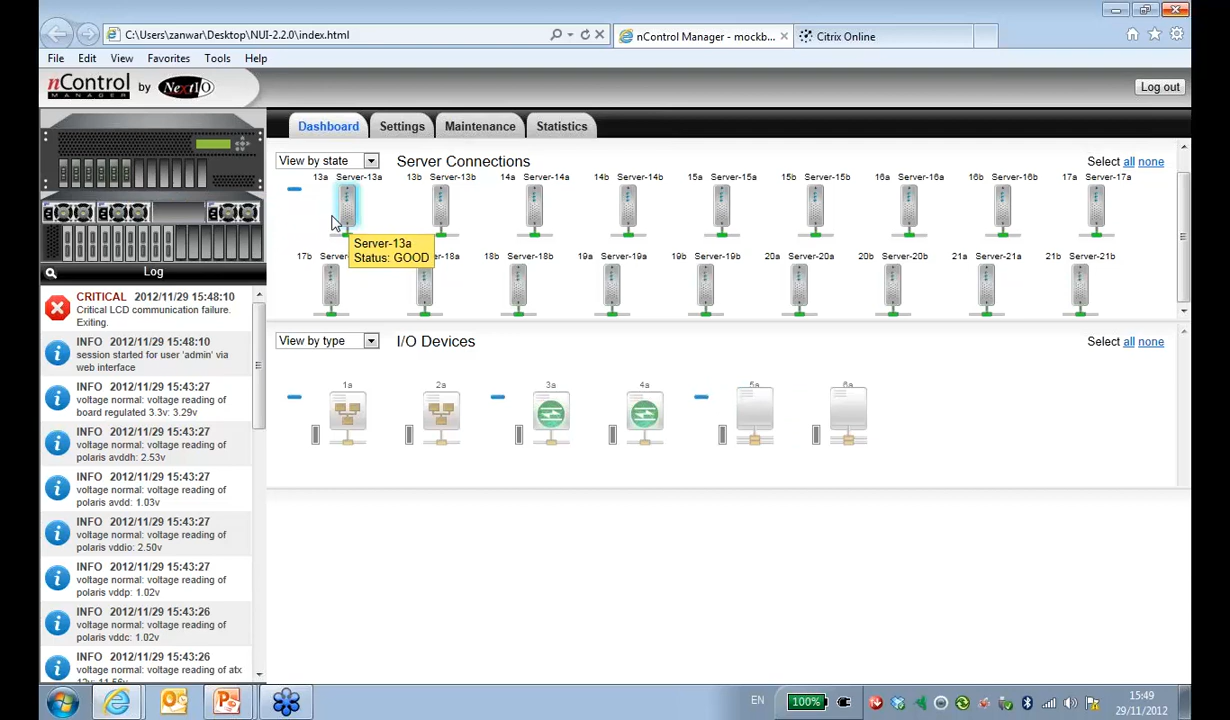 C:\Users\zanwar\Desktop\NUI-2.2.0\index.html
nControl Manager - mockb...
Citrix Online
File Edit View Favorites Tools Help
nControl MANAGER by NextIO
Log out
Dashboard Settings Maintenance Statistics
View by state
Server Connections
Select all none
13a Server-13a 13b Server-13b 14a Server-14a 14b Server-14b 15a Server-15a 15b Server-15b 16a Server-16a 16b Server-16b 17a Server-17a
Server-13a
Status: GOOD
17b Server-17b 18a Server-18a 18b Server-18b 19a Server-19a 19b Server-19b 20a Server-20a 20b Server-20b 21a Server-21a 21b Server-21b
View by type
I/O Devices
Select all none
1a 2a 3a 4a 5a 6a
Log
CRITICAL 2012/11/29 15:48:10
Critical LCD communication failure.
Exiting.
INFO 2012/11/29 15:48:10
session started for user 'admin' via
web interface
INFO 2012/11/29 15:43:27
voltage normal: voltage reading of
board regulated 3.3v: 3.29v
INFO 2012/11/29 15:43:27
voltage normal: voltage reading of
polaris avddh: 2.53v
INFO 2012/11/29 15:43:27
voltage normal: voltage reading of
polaris avdd: 1.03v
INFO 2012/11/29 15:43:27
voltage normal: voltage reading of
polaris vddio: 2.50v
INFO 2012/11/29 15:43:27
voltage normal: voltage reading of
polaris vddp: 1.02v
INFO 2012/11/29 15:43:26
voltage normal: voltage reading of
polaris vddc: 1.02v
INFO 2012/11/29 15:43:26
voltage normal: voltage reading of atx
12v: 11.56v
EN
100%
15:49
29/11/2012